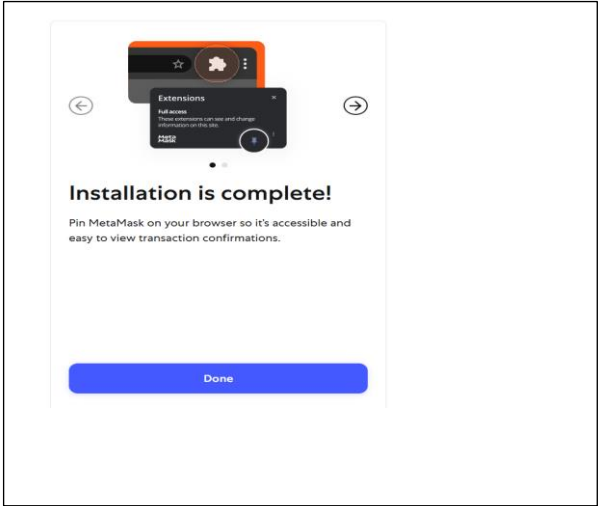 Extensions
Full access
These extensions can see and change
information on this site.
Meta
Mask
Installation is complete!
Pin MetaMask on your browser so it's accessible and
easy to view transaction confirmations.
Done